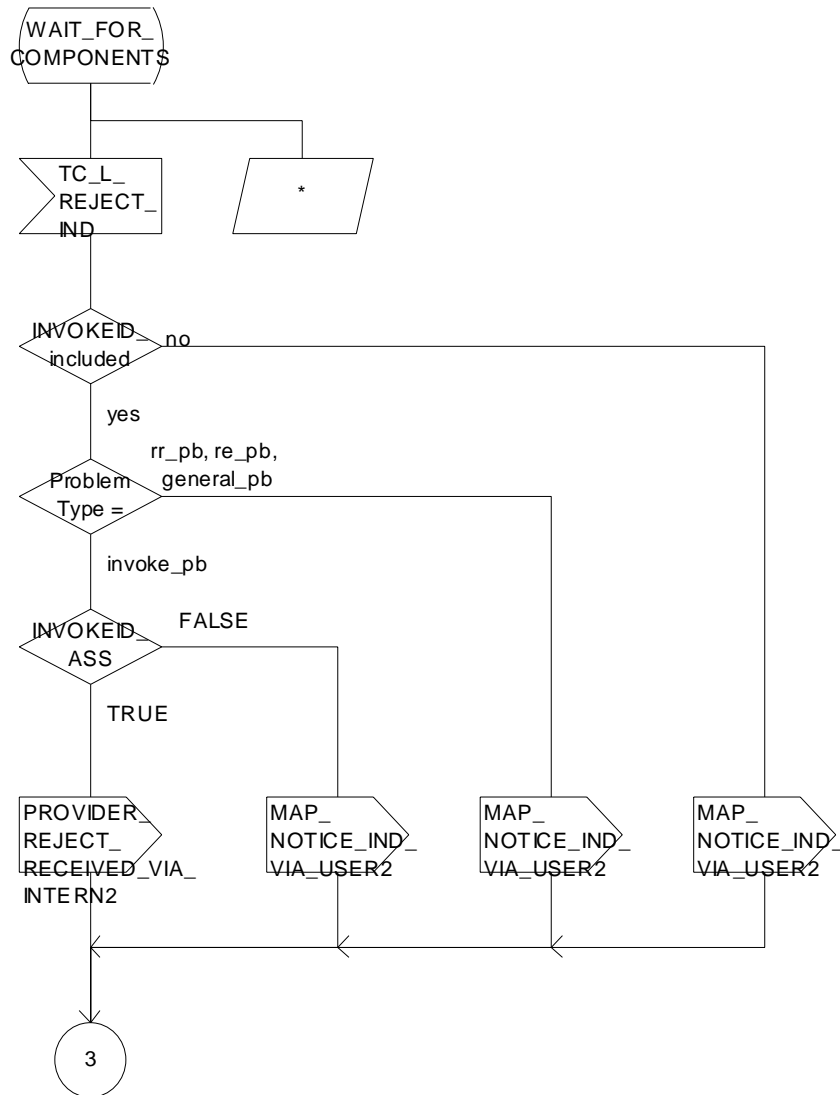 WAIT_FOR_
COMPONENTS
TC_L_
REJECT_
IND
*
INVOKEID_
included
no
yes
rr_pb, re_pb,
general_pb
Problem
Type =
invoke_pb
INVOKEID_
ASS
FALSE
TRUE
PROVIDER_
REJECT_
RECEIVED_VIA_
INTERN2
MAP_
NOTICE_IND_
VIA_USER2
MAP_
NOTICE_IND_
VIA_USER2
MAP_
NOTICE_IND_
VIA_USER2
3